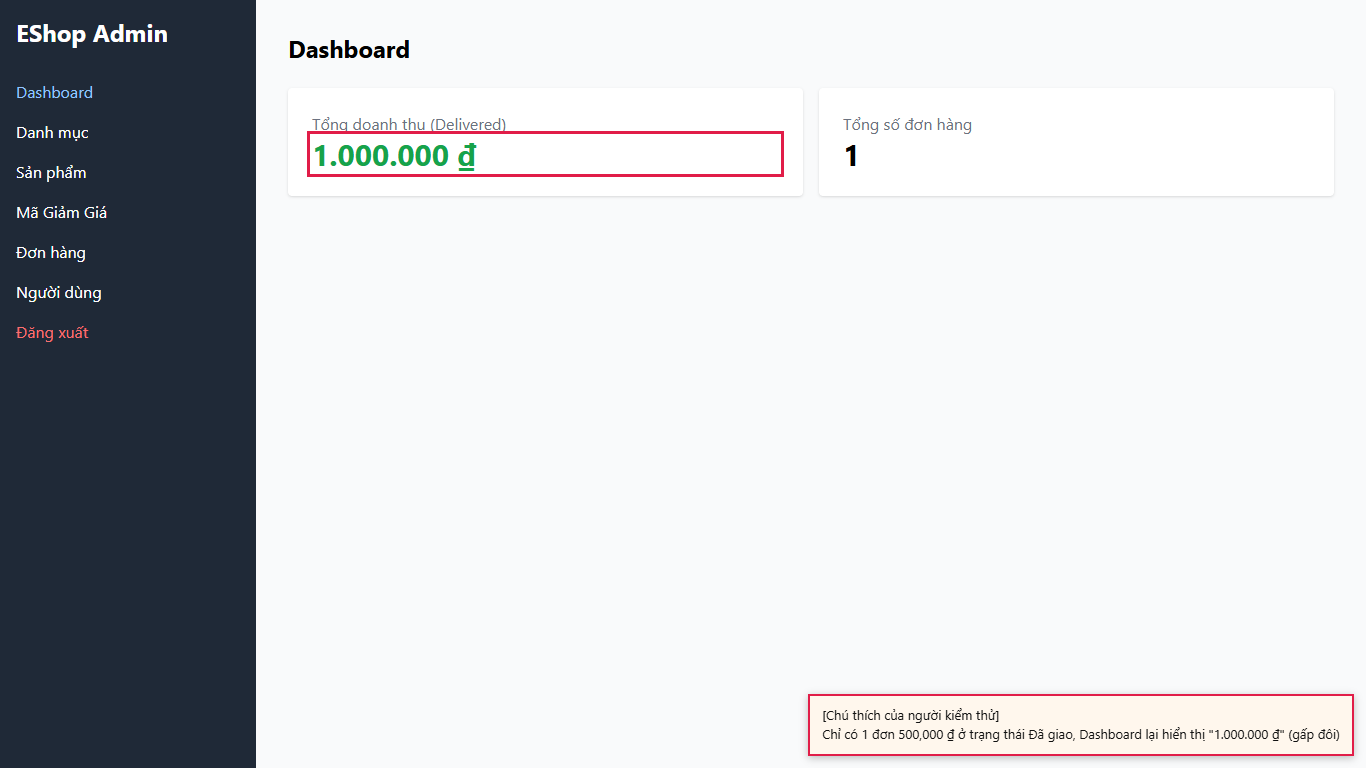 EShop Admin
Dashboard
Danh mục
Sản phẩm
Mã Giảm Giá
Đơn hàng
Người dùng
Đăng xuất
Dashboard
Tổng doanh thu (Delivered)
1.000.000 ₫
Tổng số đơn hàng
1
[Chú thích của người kiểm thử]
Chỉ có 1 đơn 500,000 ₫ ở trạng thái Đã giao, Dashboard lại hiển thị "1.000.000 ₫" (gấp đôi)